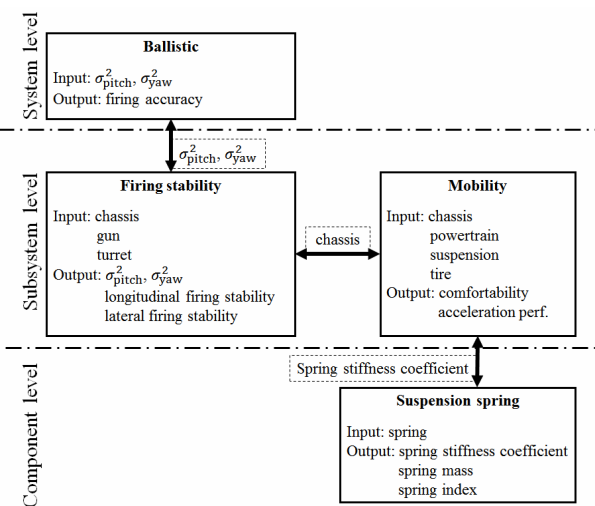 System level
Ballistic
Input: σ²pitch, σ²yaw
Output: firing accuracy
σ²pitch, σ²yaw
Subsystem level
Firing stability
Input: chassis
gun
turret
Output: σ²pitch, σ²yaw
longitudinal firing stability
lateral firing stability
chassis
Mobility
Input: chassis
powertrain
suspension
tire
Output: comfortability
acceleration perf.
Spring stiffness coefficient
Component level
Suspension spring
Input: spring
Output: spring stiffness coefficient
spring mass
spring index